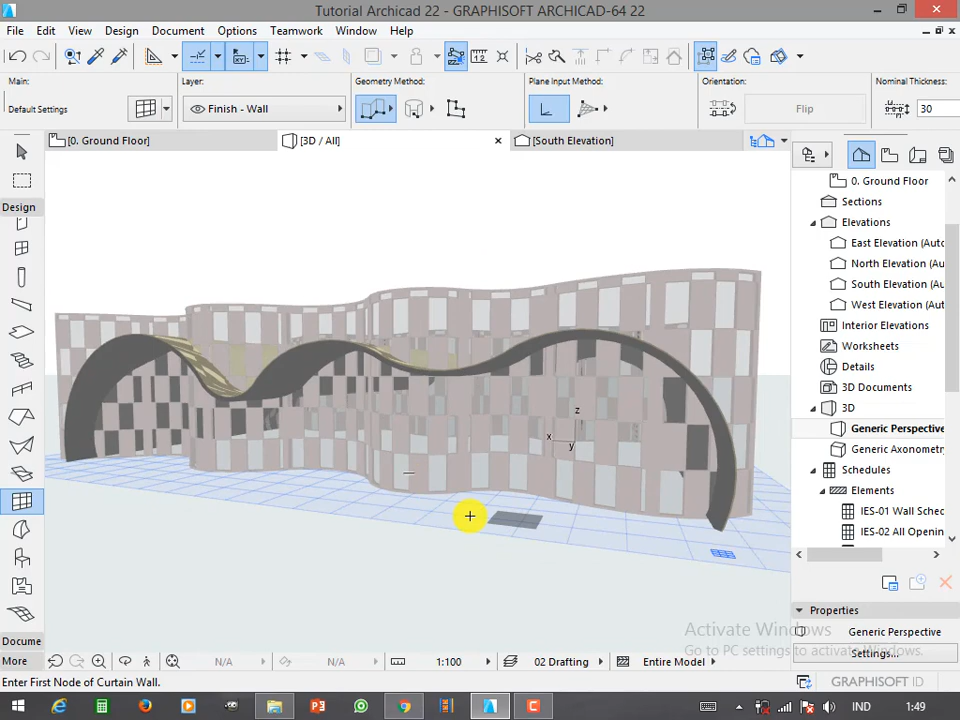 Tutorial Archicad 22 - GRAPHISOFT ARCHICAD-64 22
File Edit View Design Document Options Teamwork Window Help
Main: Layer: Geometry Method: Plane Input Method: Orientation: Nominal Thickness:
Default Settings Finish - Wall Flip 30
[0. Ground Floor] [3D / All] [South Elevation]
Design
0. Ground Floor
Sections
Elevations
East Elevation (Auto
North Elevation (Aut
South Elevation (Aut
West Elevation (Aut
Interior Elevations
Worksheets
Details
3D Documents
3D
Generic Perspective
Generic Axonometry
Schedules
Elements
IES-01 Wall Sched
IES-02 All Opening
z
x
y
Properties
Generic Perspective
Settings...
Activate Windows
Go to PC settings to activate Windows.
Docume
More
N/A N/A 1:100 02 Drafting Entire Model
Enter First Node of Curtain Wall.
GRAPHISOFT ID
IND 1:49